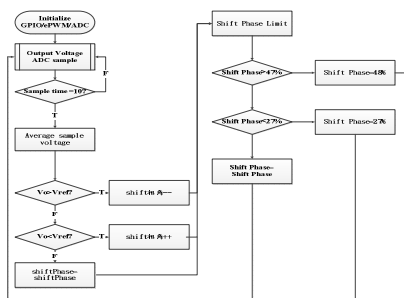 Initialize
GPIO/ePWM/ADC
Output Voltage
ADC sample
F
Sample time=10?
T
Average sample
voltage
Vo>Vref?
T
F
Vo<Vref?
T
F
shiftPhase=
shiftPhase
Shift Phase Limit
Shift Phase>47%
Shift Phase=48%
Shift Phase<27%
Shift Phase=27%
Shift Phase=
Shift Phase